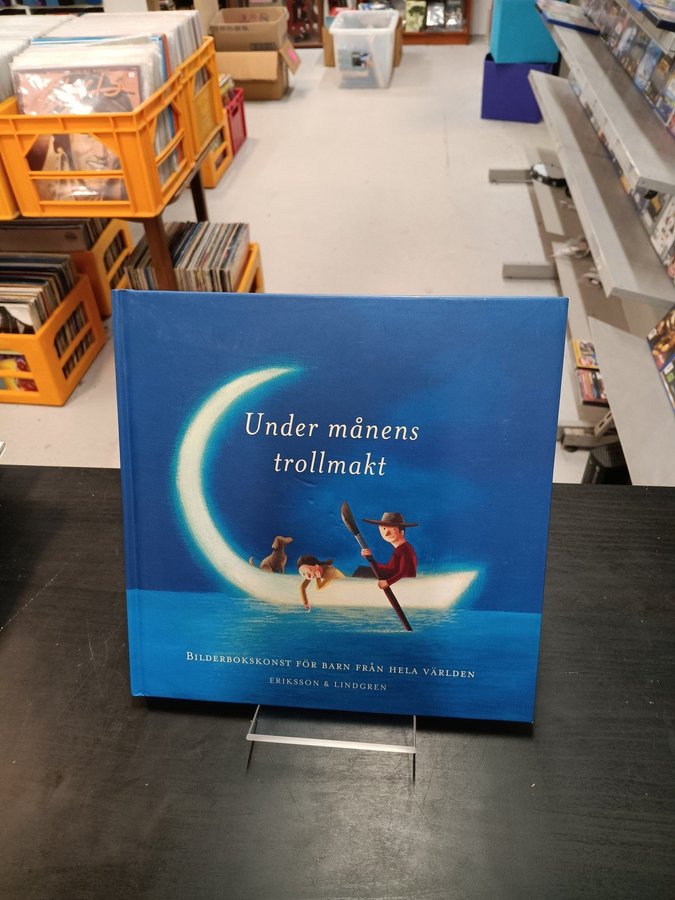 Under månens
trollmakt
BILDERBOKSKONST FÖR BARN FRÅN HELA VÄRLDEN
ERIKSSON & LINDGREN